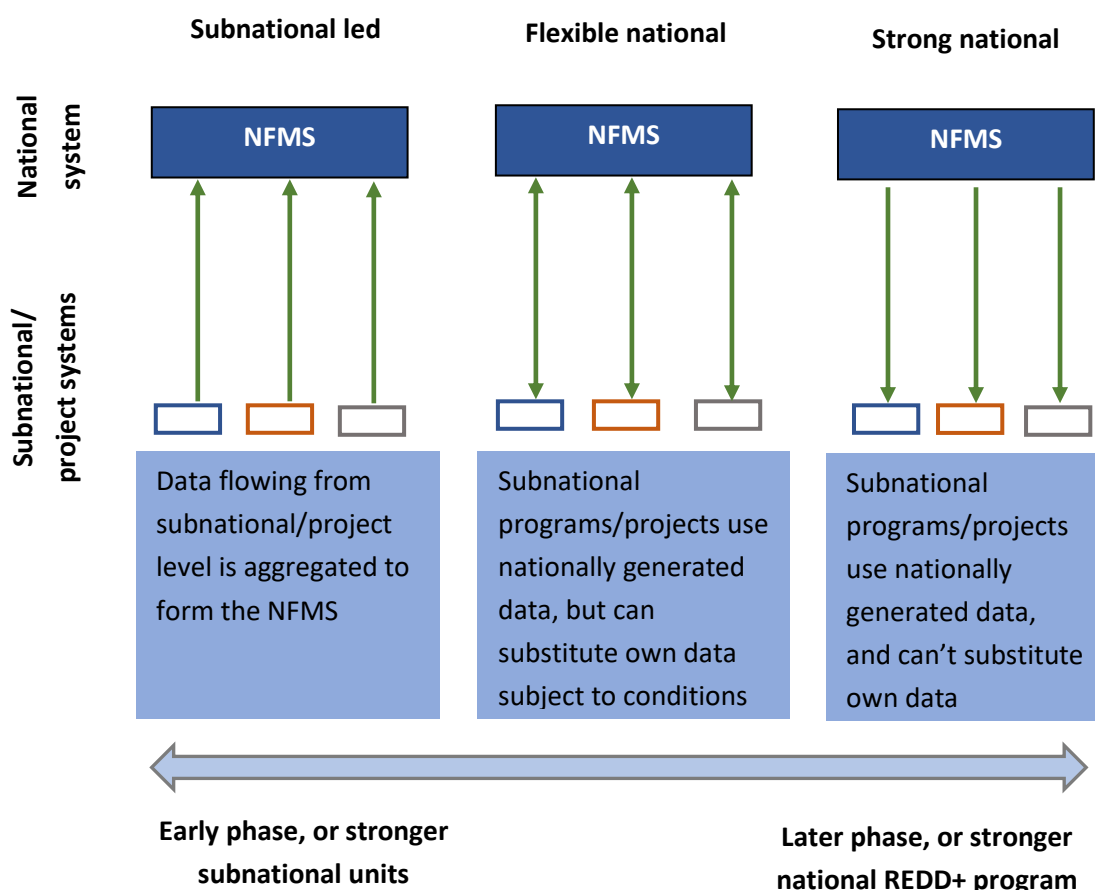 Subnational led
Flexible national
Strong national
National
system
NFMS
NFMS
NFMS
Subnational/
project systems
Data flowing from
subnational/project
level is aggregated to
form the NFMS
Subnational
programs/projects use
nationally generated
data, but can
substitute own data
subject to conditions
Subnational
programs/projects
use nationally
generated data,
and can’t substitute
own data
Early phase, or stronger
subnational units
Later phase, or stronger
national REDD+ program